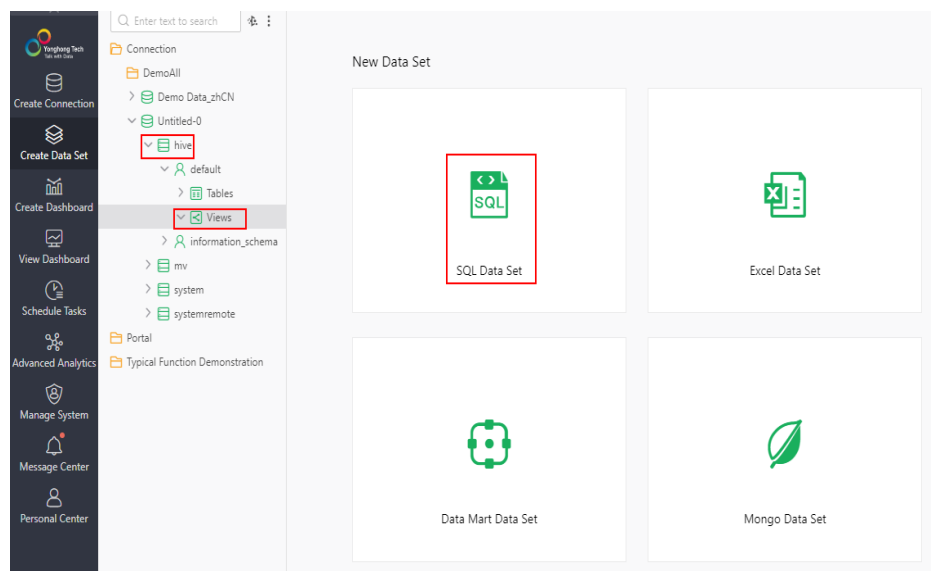 Yonghong Tech
Talk with Data
Create Connection
Create Data Set
Create Dashboard
View Dashboard
Schedule Tasks
Advanced Analytics
Manage System
Message Center
Personal Center
Enter text to search
Connection
DemoAll
Demo Data_zhCN
Untitled-0
hive
default
Tables
Views
information_schema
mv
system
systemremote
Portal
Typical Function Demonstration
New Data Set
SQL
SQL Data Set
Excel Data Set
Data Mart Data Set
Mongo Data Set